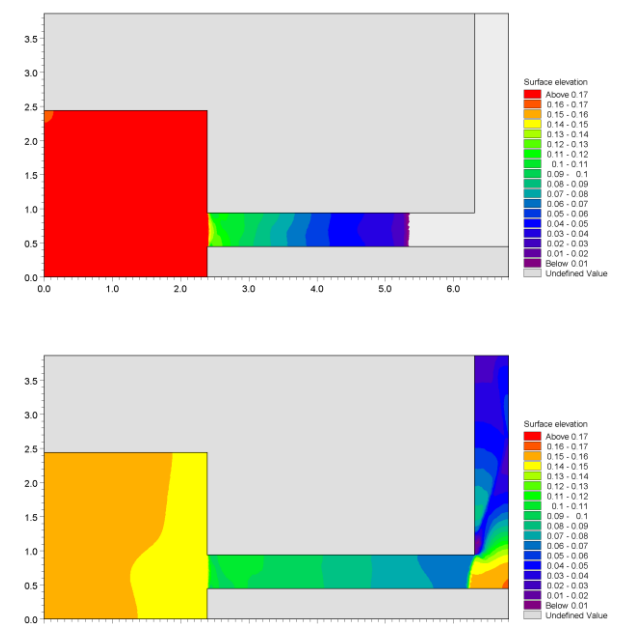 3.5
3.0
2.5
2.0
1.5
1.0
0.5
0.0
0.0 1.0 2.0 3.0 4.0 5.0 6.0
Surface elevation
Above 0.17
0.16 - 0.17
0.15 - 0.16
0.14 - 0.15
0.13 - 0.14
0.12 - 0.13
0.11 - 0.12
0.1 - 0.11
0.09 - 0.1
0.08 - 0.09
0.07 - 0.08
0.06 - 0.07
0.05 - 0.06
0.04 - 0.05
0.03 - 0.04
0.02 - 0.03
0.01 - 0.02
Below 0.01
Undefined Value
3.5
3.0
2.5
2.0
1.5
1.0
0.5
0.0
Surface elevation
Above 0.17
0.16 - 0.17
0.15 - 0.16
0.14 - 0.15
0.13 - 0.14
0.12 - 0.13
0.11 - 0.12
0.1 - 0.11
0.09 - 0.1
0.08 - 0.09
0.07 - 0.08
0.06 - 0.07
0.05 - 0.06
0.04 - 0.05
0.03 - 0.04
0.02 - 0.03
0.01 - 0.02
Below 0.01
Undefined Value